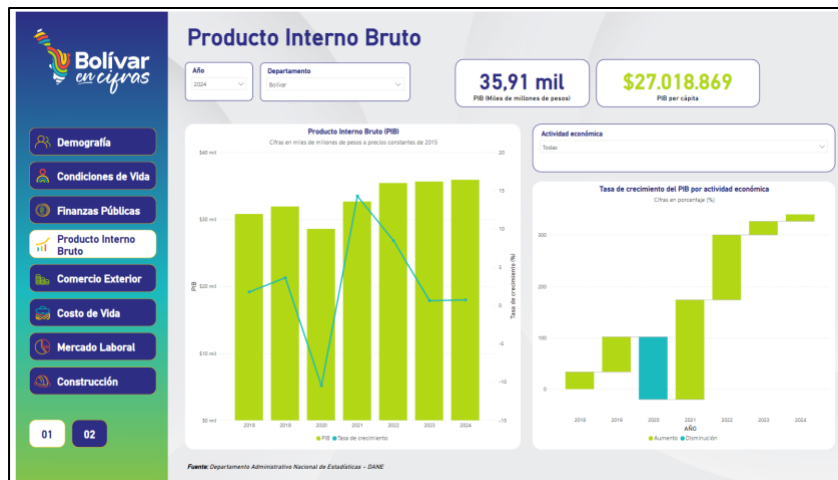 Bolívar
en cifras
Demografía
Condiciones de Vida
Finanzas Públicas
Producto Interno
Bruto
Comercio Exterior
Costo de Vida
Mercado Laboral
Construcción
01
02
Producto Interno Bruto
Año
2024
Departamento
Bolívar
35,91 mil
PIB (Miles de millones de pesos)
$27.018.869
PIB per cápita
Producto Interno Bruto (PIB)
Cifras en miles de millones de pesos a precios constantes de 2015
$40 mil
$30 mil
$20 mil
$10 mil
$0 mil
PIB
20
15
10
5
0
-5
-10
-15
Tasa de crecimiento (%)
2018 2019 2020 2021 2022 2023 2024
PIB Tasa de crecimiento
Actividad económica
Todas
Tasa de crecimiento del PIB por actividad económica
Cifras en porcentaje (%)
300
200
100
0
2018 2019 2020 2021 2022 2023 2024
AÑO
Aumento Disminución
Fuente: Departamento Administrativo Nacional de Estadísticas – DANE